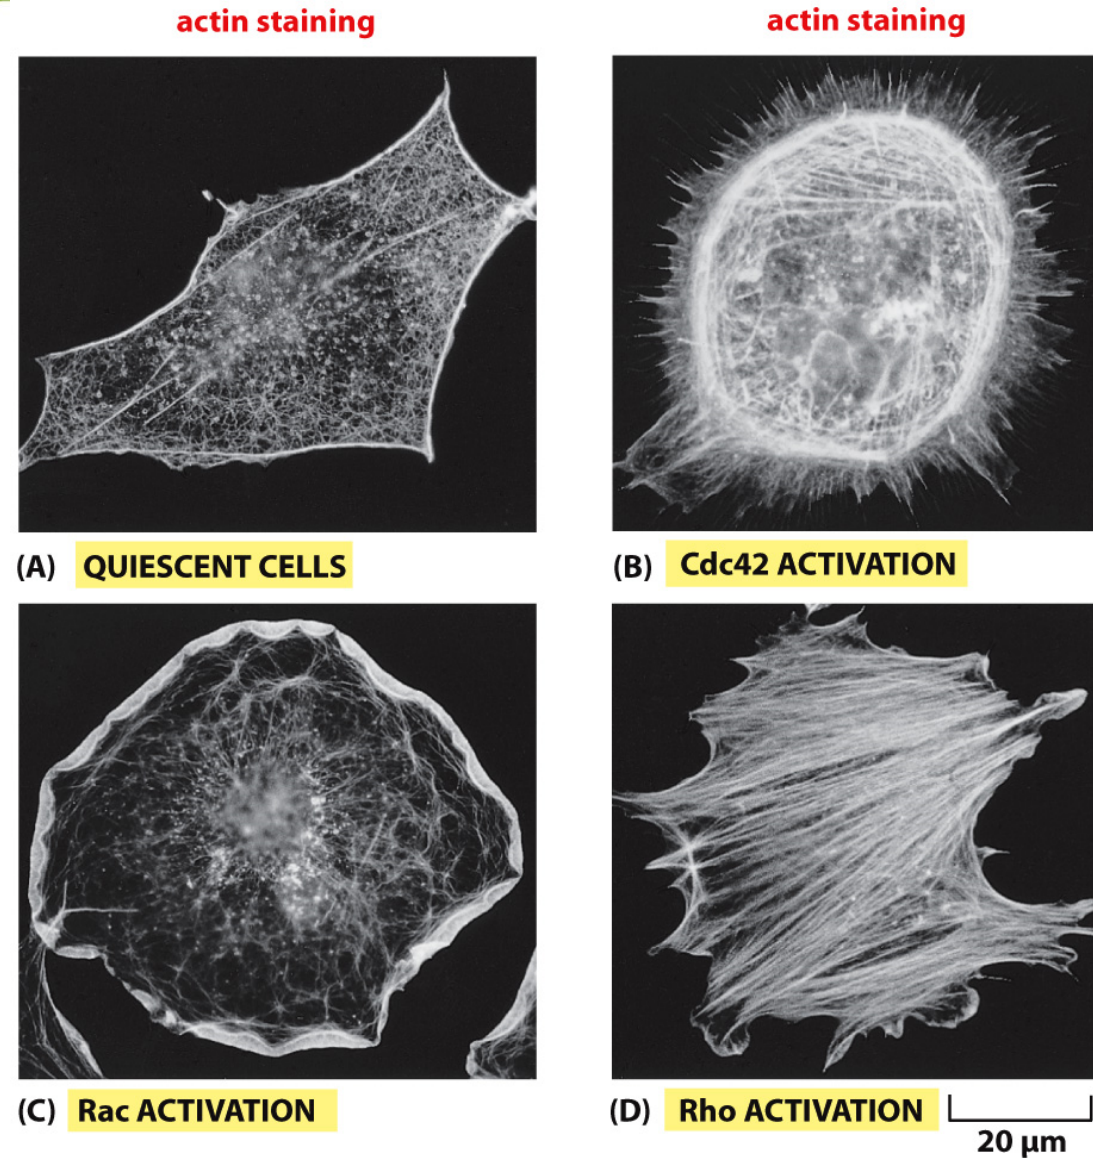 actin staining
actin staining
(A) QUIESCENT CELLS
(B) Cdc42 ACTIVATION
(C) Rac ACTIVATION
(D) Rho ACTIVATION
20 μm